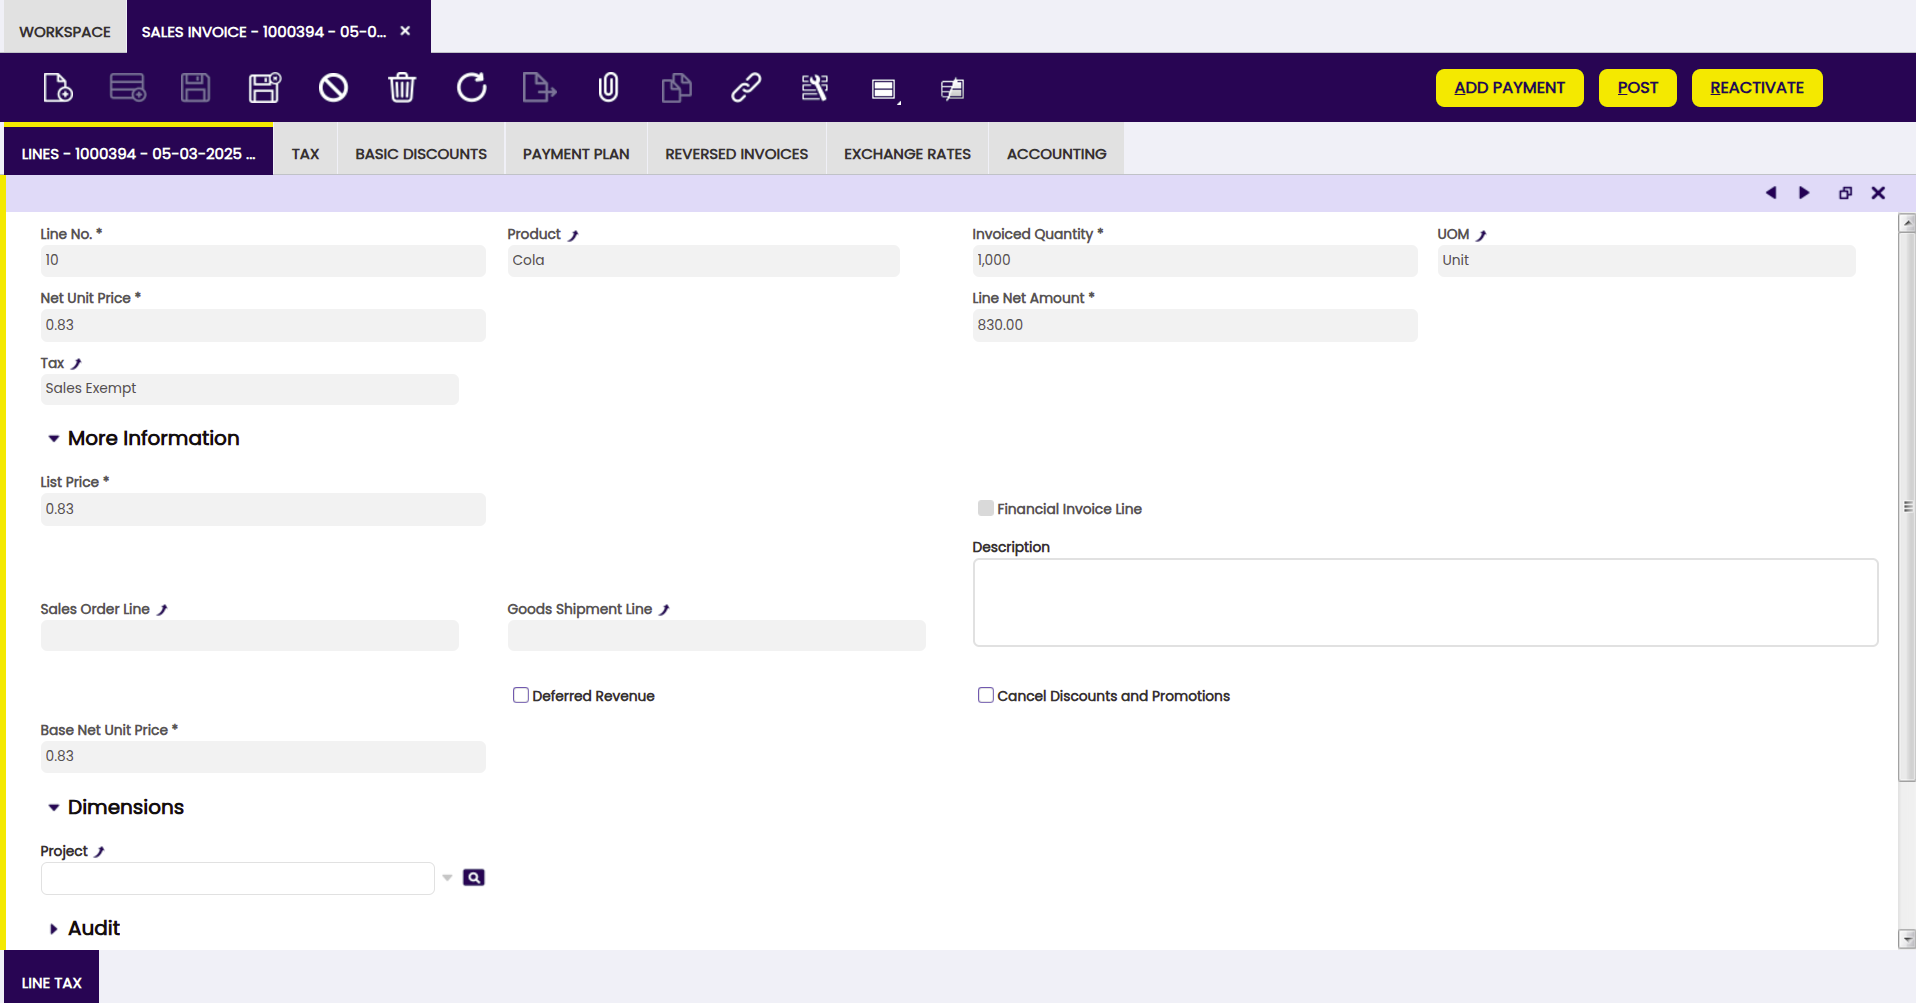 WORKSPACE
SALES INVOICE - 1000394 - 05-0...
ADD PAYMENT
POST
REACTIVATE
LINES - 1000394 - 05-03-2025 ...
TAX
BASIC DISCOUNTS
PAYMENT PLAN
REVERSED INVOICES
EXCHANGE RATES
ACCOUNTING
Line No. *
Product
Invoiced Quantity *
UOM
10
Cola
1,000
Unit
Net Unit Price *
Line Net Amount *
0.83
830.00
Tax
Sales Exempt
More Information
List Price *
0.83
Financial Invoice Line
Description
Sales Order Line
Goods Shipment Line
Deferred Revenue
Cancel Discounts and Promotions
Base Net Unit Price *
0.83
Dimensions
Project
Audit
LINE TAX